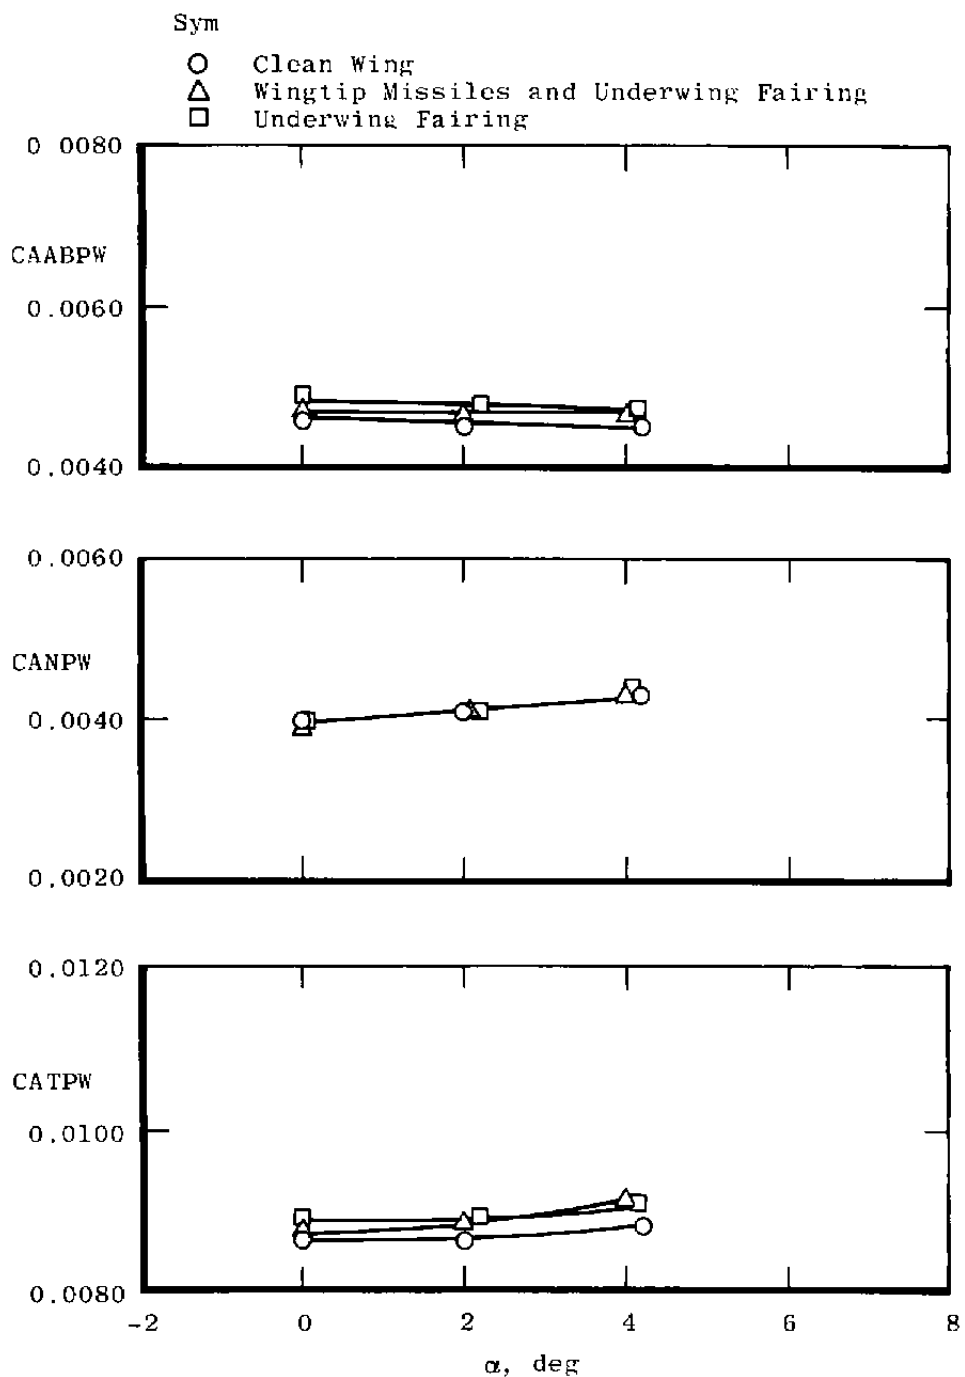 Sym
Clean Wing
Wingtip Missiles and Underwing Fairing
Underwing Fairing
0 0080
CAABPW
0.0060
0.0040
0.0060
CANPW
0.0040
0.0020
0.0120
CATPW
0.0100
0.0080
-2 0 2 4 6 8
α, deg